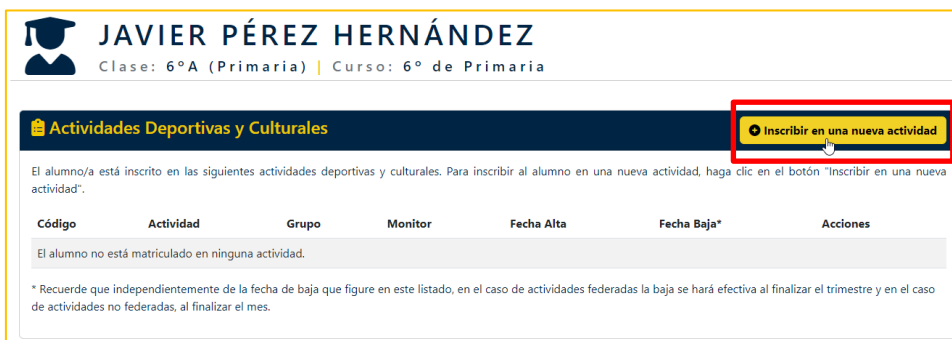 JAVIER PÉREZ HERNÁNDEZ
Clase: 6ºA (Primaria) | Curso: 6º de Primaria
Actividades Deportivas y Culturales
Inscribir en una nueva actividad
El alumno/a está inscrito en las siguientes actividades deportivas y culturales. Para inscribir al alumno en una nueva actividad, haga clic en el botón "Inscribir en una nueva
actividad".
Código Actividad Grupo Monitor Fecha Alta Fecha Baja* Acciones
El alumno no está matriculado en ninguna actividad.
* Recuerde que independientemente de la fecha de baja que figure en este listado, en el caso de actividades federadas la baja se hará efectiva al finalizar el trimestre y en el caso
de actividades no federadas, al finalizar el mes.